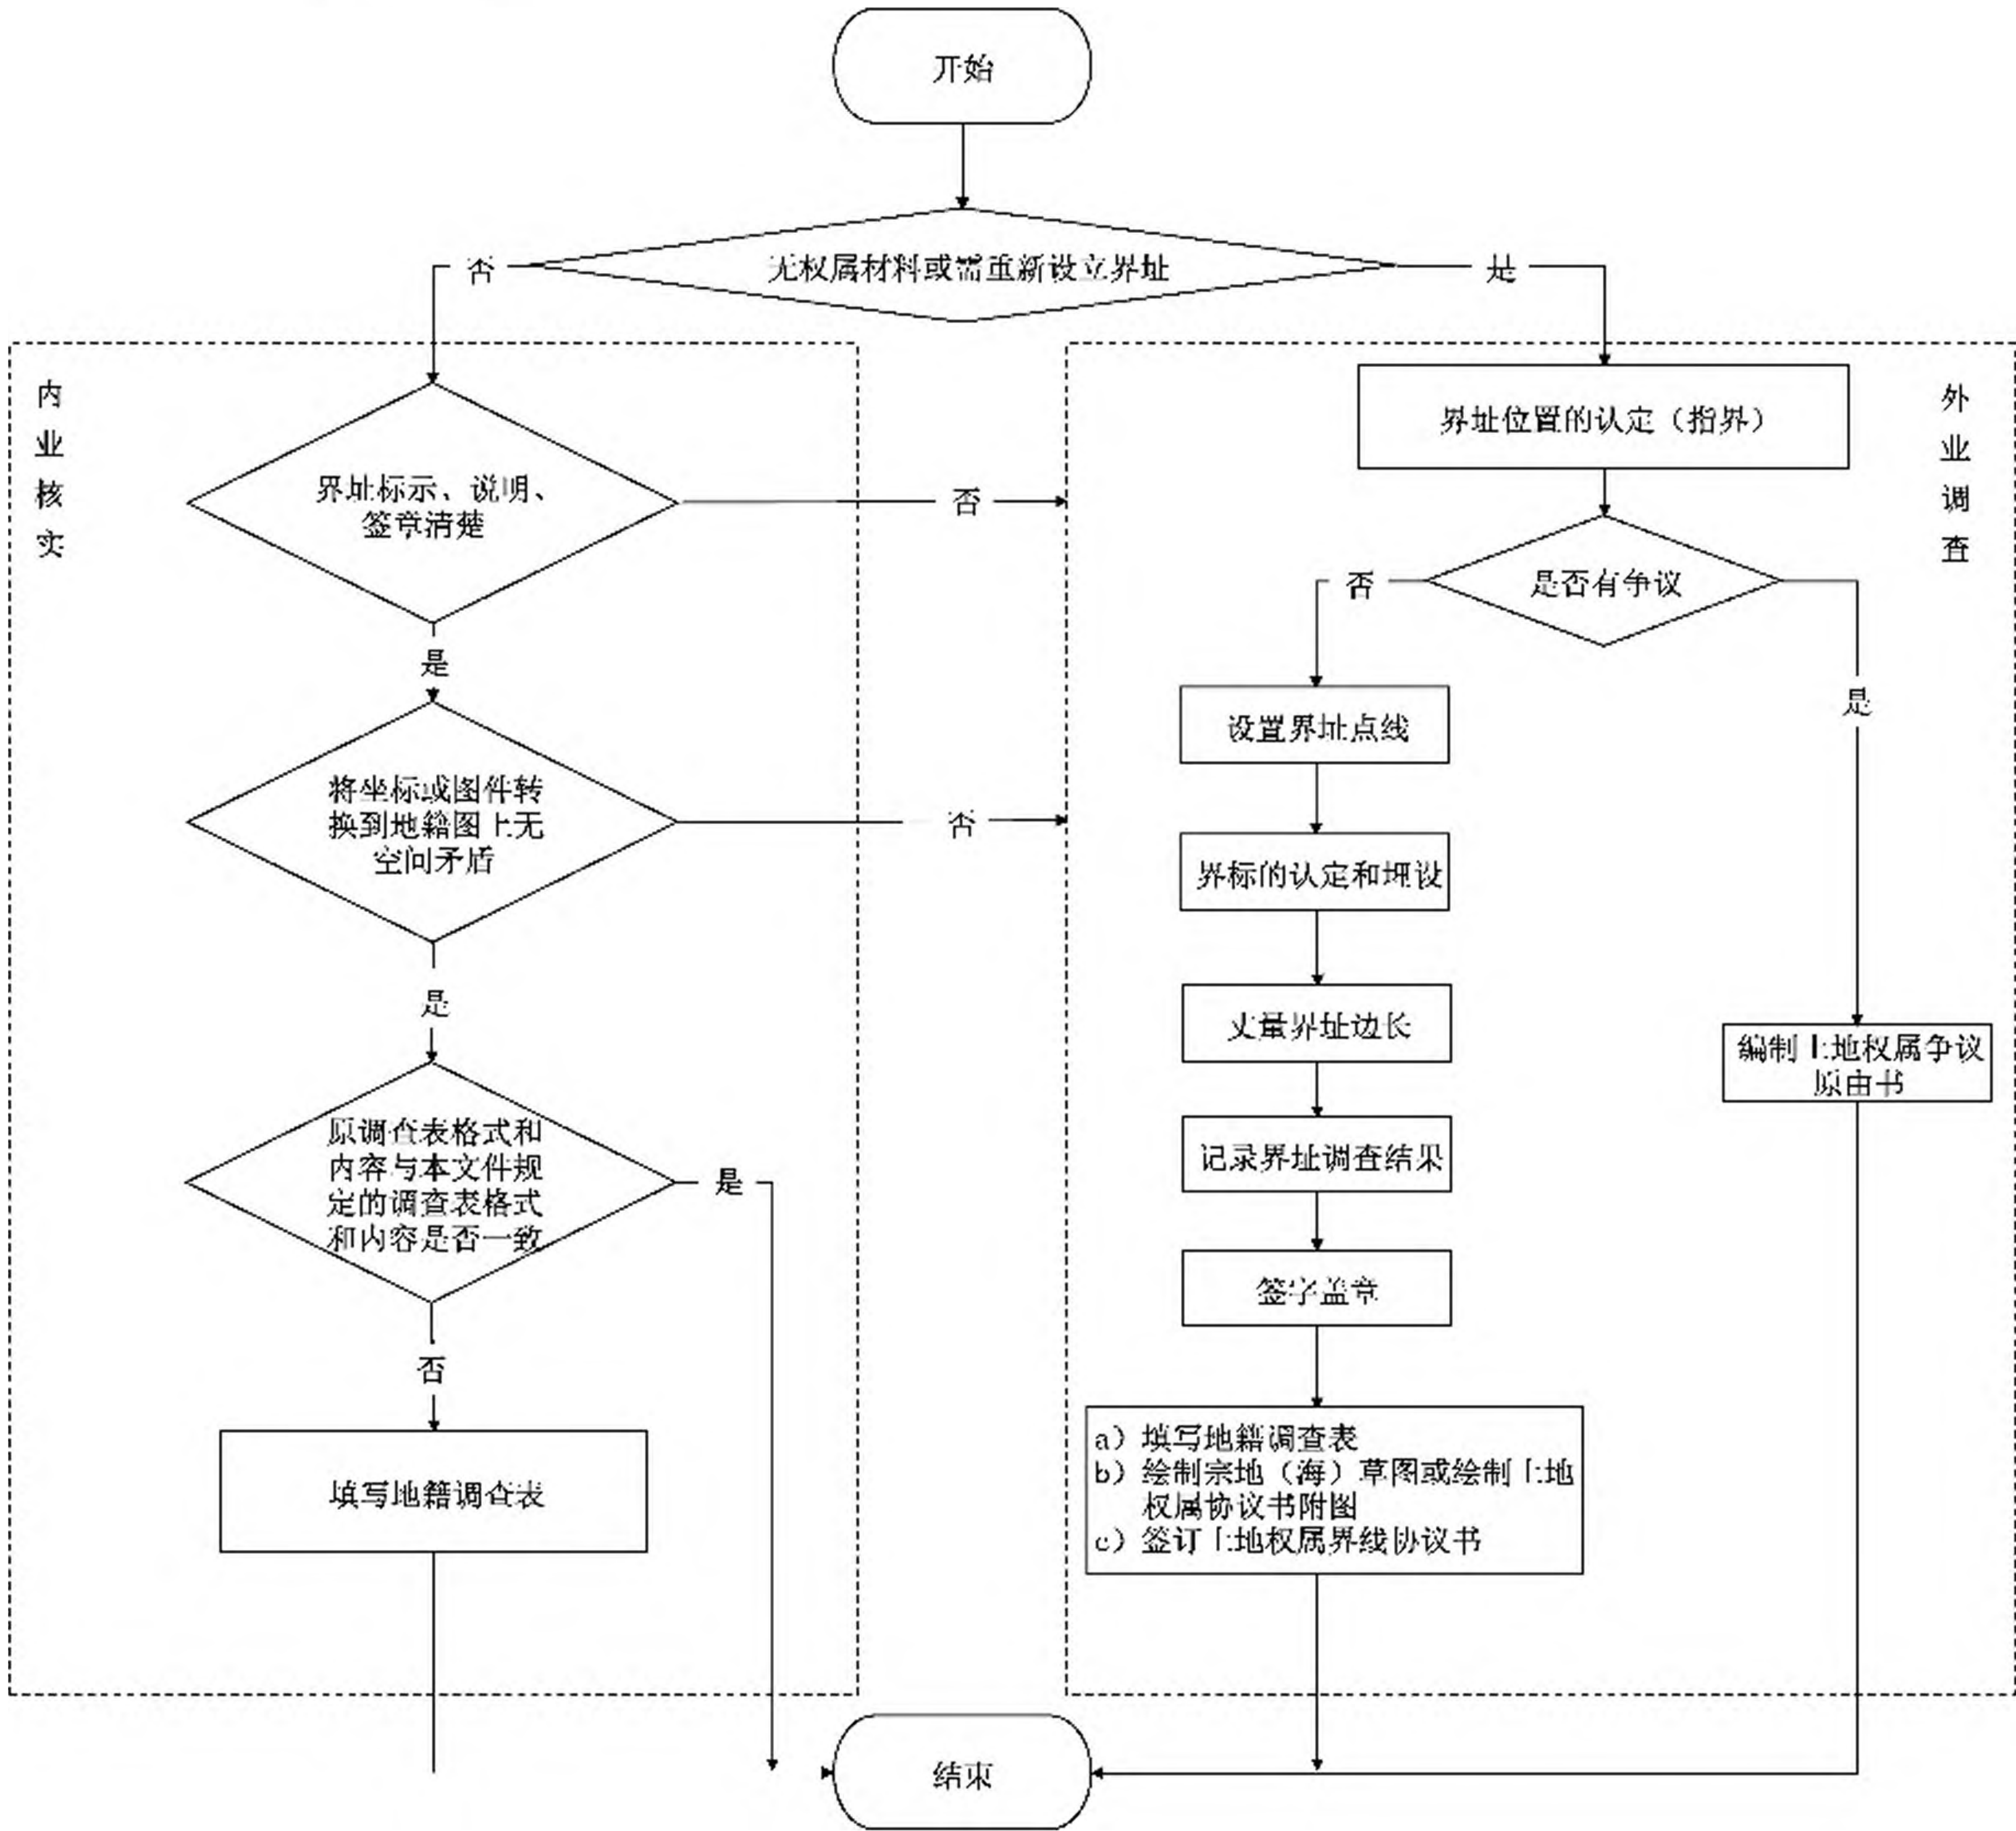 开始
无权属材料或需重新设立界址
否
是
内业核实
外业调查
界址标示、说明、
签章清楚
否
是
将坐标或图件转
换到地籍图上无
空间矛盾
否
是
原调查表格式和
内容与本文件规
定的调查表格式
和内容是否一致
是
否
填写地籍调查表
界址位置的认定（指界）
是否有争议
否
是
设置界址点线
界标的认定和埋设
丈量界址边长
记录界址调查结果
签字盖章
a）填写地籍调查表
b）绘制宗地（海）草图或绘制土地
权属协议书附图
c）签订土地权属界线协议书
编制土地权属争议
原由书
结束